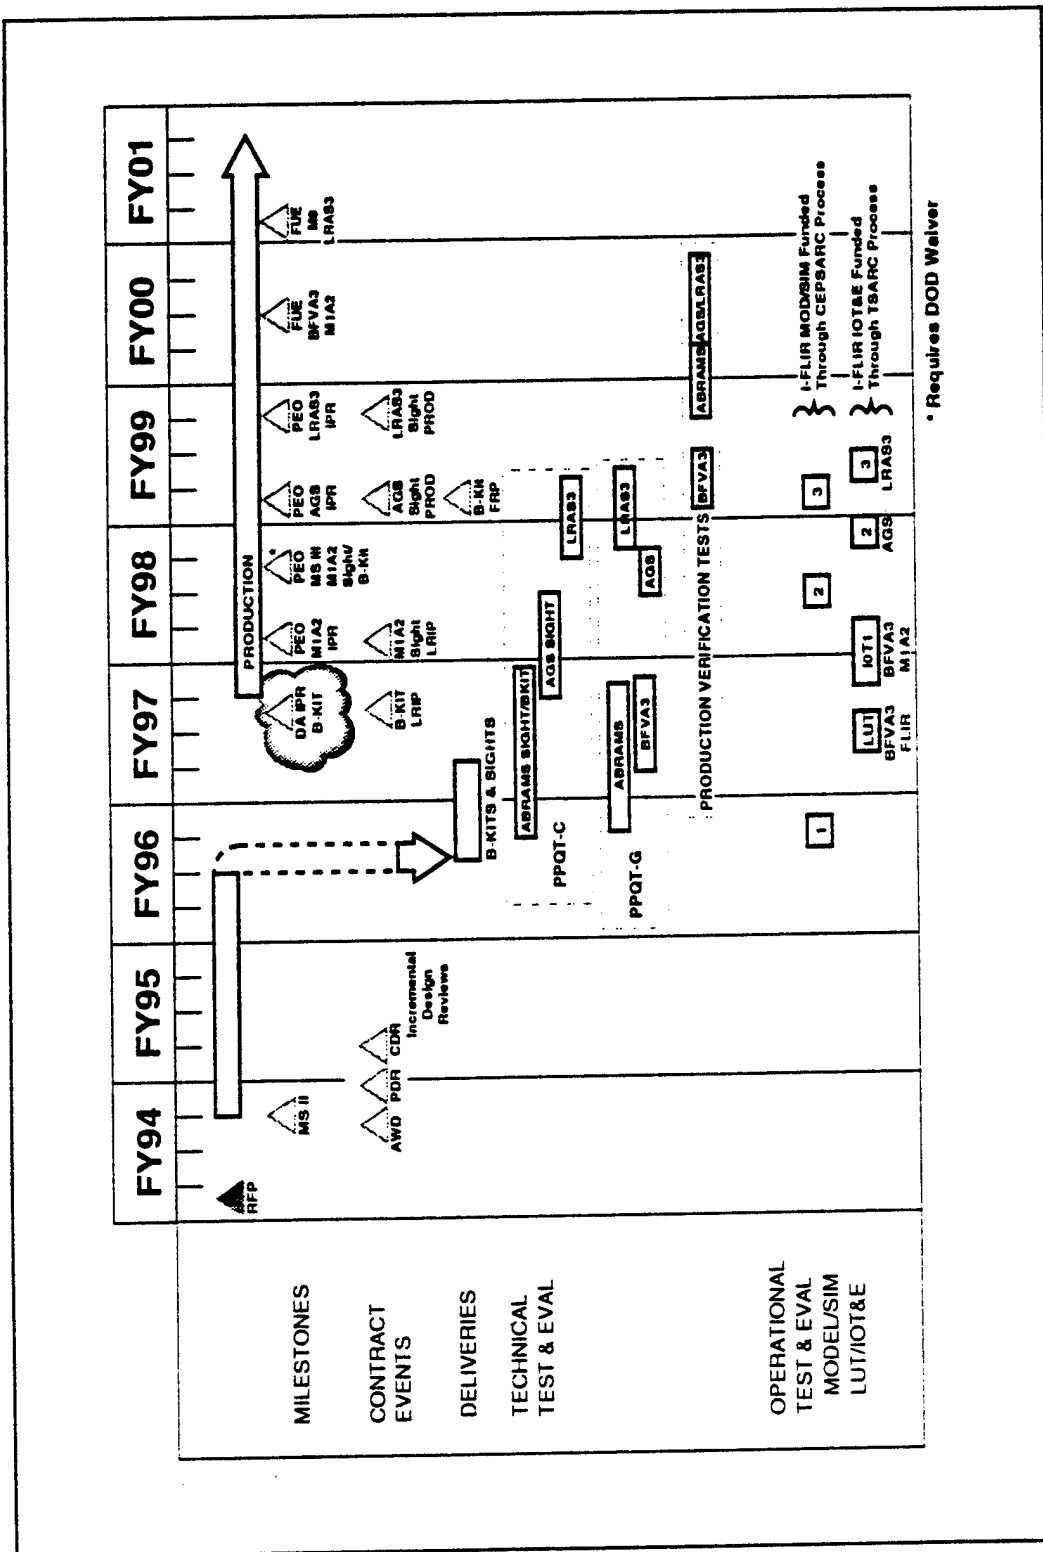 FY94 FY95 FY96 FY97 FY98 FY99 FY00 FY01
RFP
PRODUCTION
MILESTONES
MS II
DA IPR
B-KIT
PEO
M1A2
IPR
*
PEO
MS III
M1A2
Sight/
B-Kit
PEO
AGS
IPR
PEO
LRAS3
IPR
FUE
BFVA3
M1A2
FUE
LRAS3
CONTRACT
EVENTS
AWD
PDR
CDR
Incremental
Design
Reviews
B-KIT
LRIP
M1A2
Sight
LRIP
AGS
Sight
PROD
LRAS3
Sight
PROD
DELIVERIES
B-KITS & SIGHTS
B-Kit
FRP
TECHNICAL
TEST & EVAL
PPQT-C
ABRAMS SIGHT/BKIT
AGS SIGHT
LRAS3
PPQT-G
ABRAMS
BFVA3
LRAS3
AGS
PRODUCTION VERIFICATION TESTS
BFVA3
ABRAMS
AGS/LRAS3
OPERATIONAL
TEST & EVAL
MODEL/SIM
LUT/IOT&E
1
2
3
I-FLIR MOD/SIM Funded
Through CEPSARC Process
LUT
BFVA3
FLIR
IOT1
BFVA3
M1A2
2
AGS
3
LRAS3
I-FLIR IOT&E Funded
Through TSARC Process
* Requires DOD Waiver